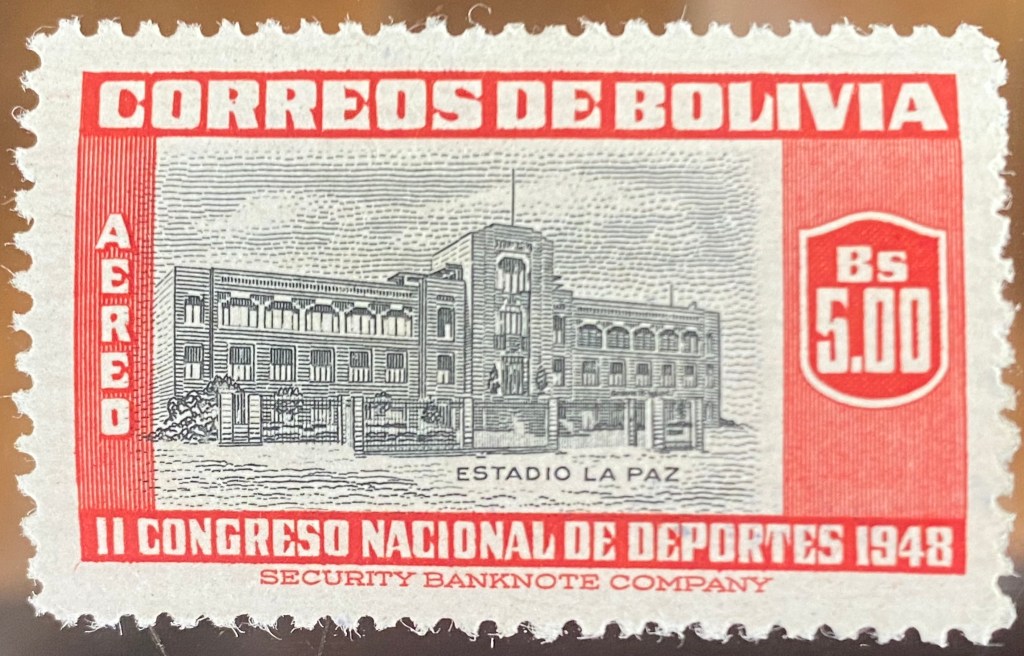 CORREOS DE BOLIVIA
AEREO
Bs
5.00
ESTADIO LA PAZ
II CONGRESO NACIONAL DE DEPORTES 1948
SECURITY BANKNOTE COMPANY